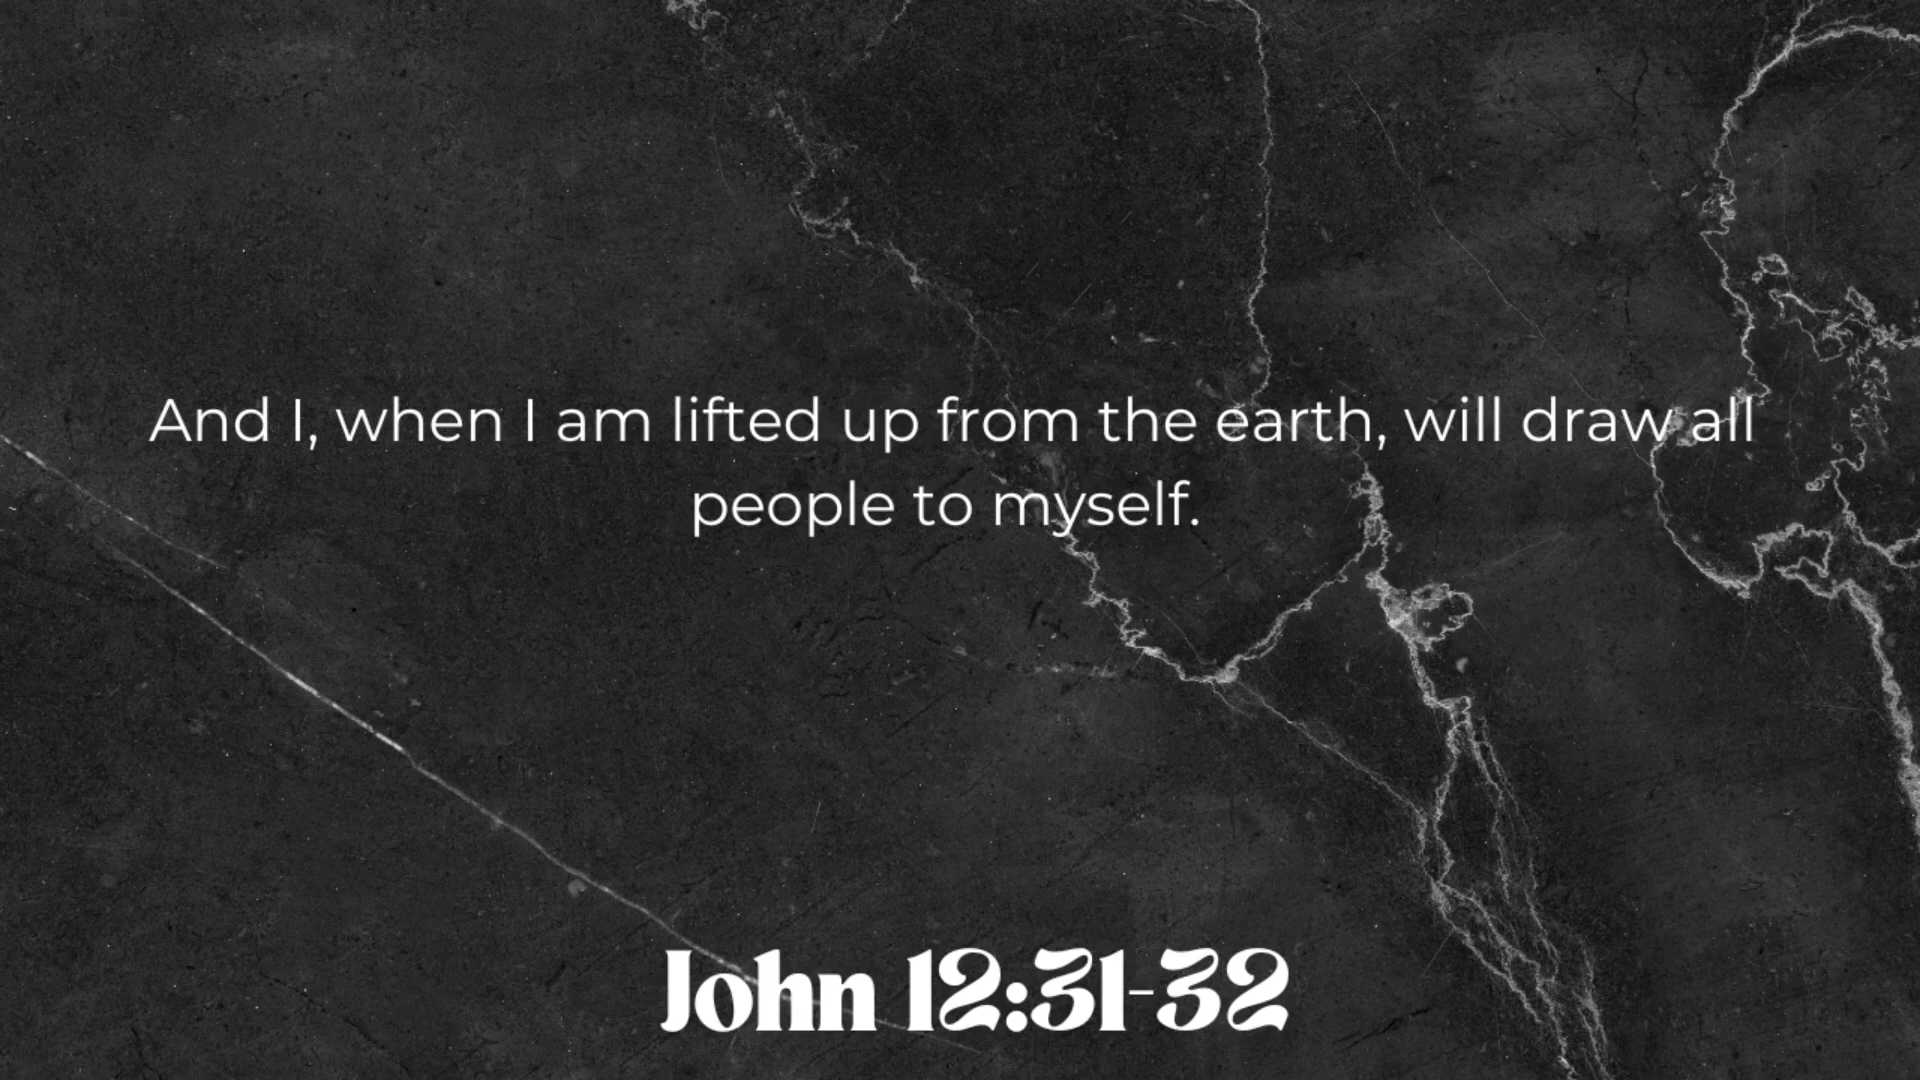 And I, when I am lifted up from the earth, will draw all
people to myself.
John 12:31-32